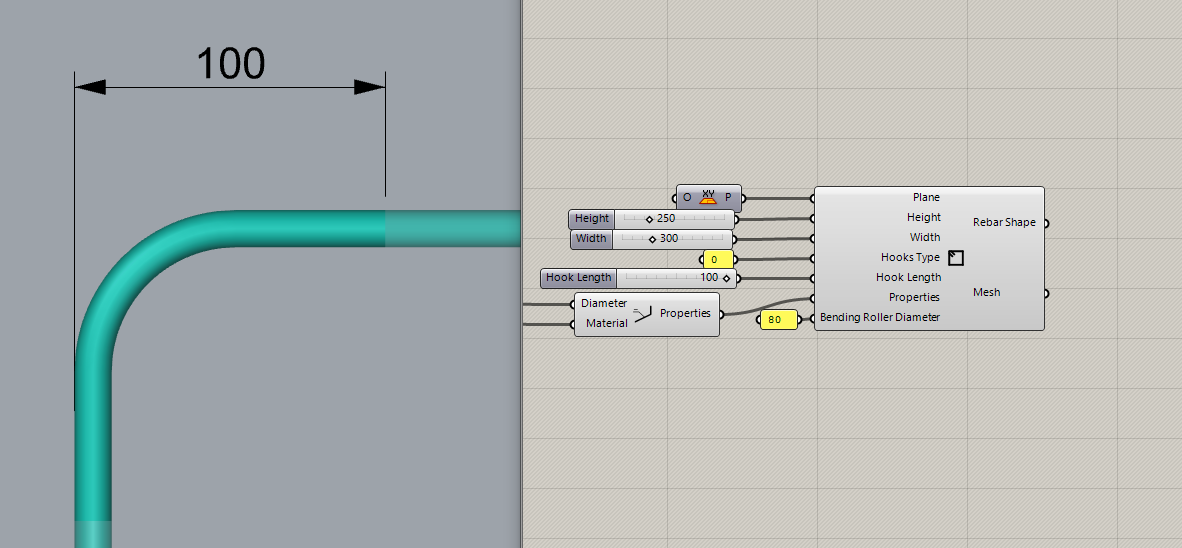 100
O XY P
Height 250
Width 300
0
Hook Length 100
Diameter
Material
Properties
80
Plane
Height
Width
Hooks Type
Hook Length
Properties
Bending Roller Diameter
Rebar Shape
Mesh